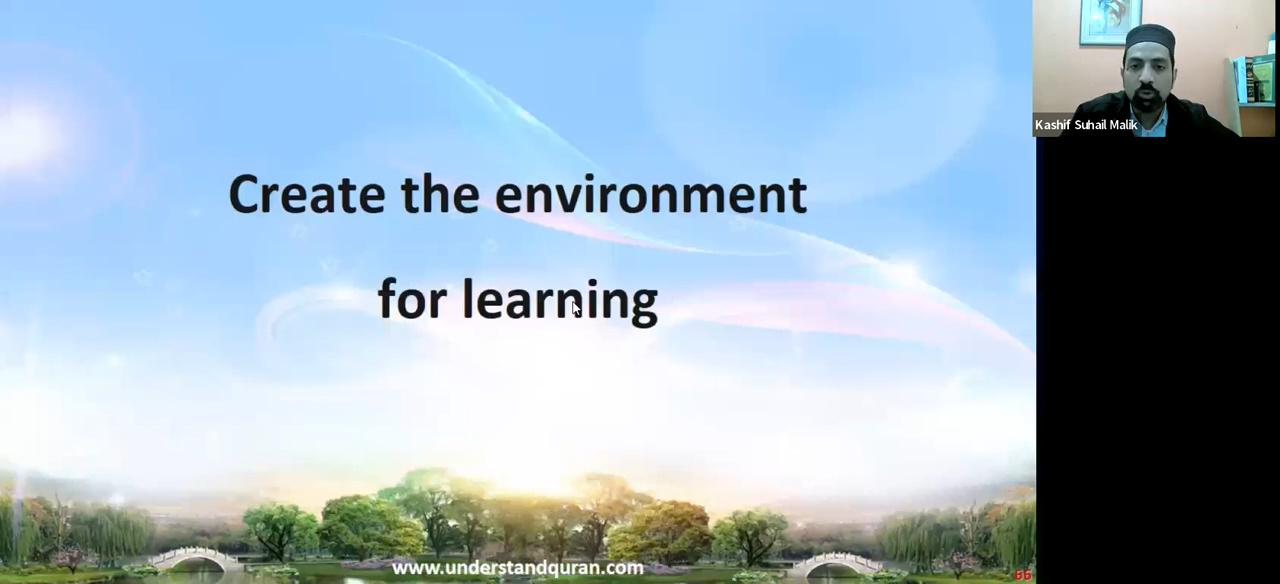 Create the environment
for learning
www.understandquran.com
66
Kashif Suhail Malik